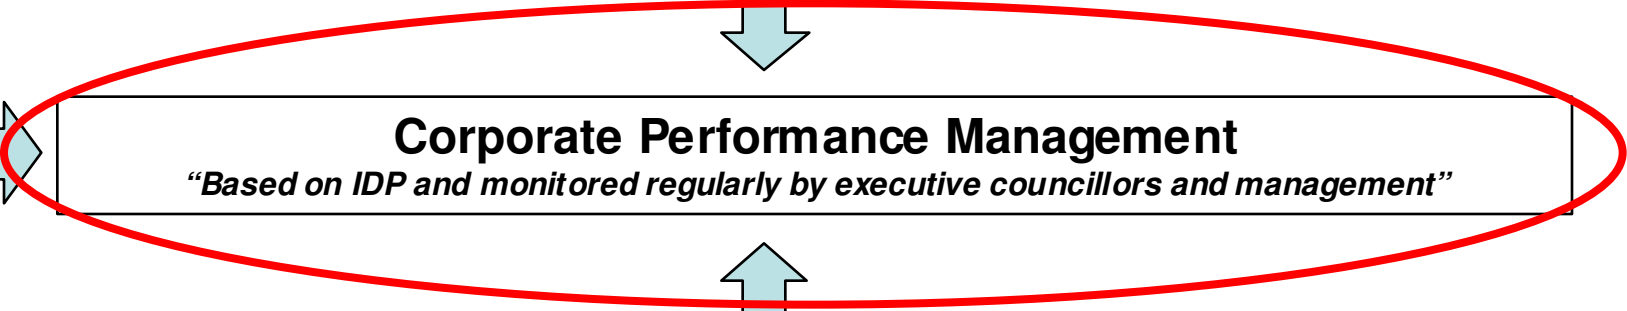 Corporate Performance Management
“Based on IDP and monitored regularly by executive councillors and management”